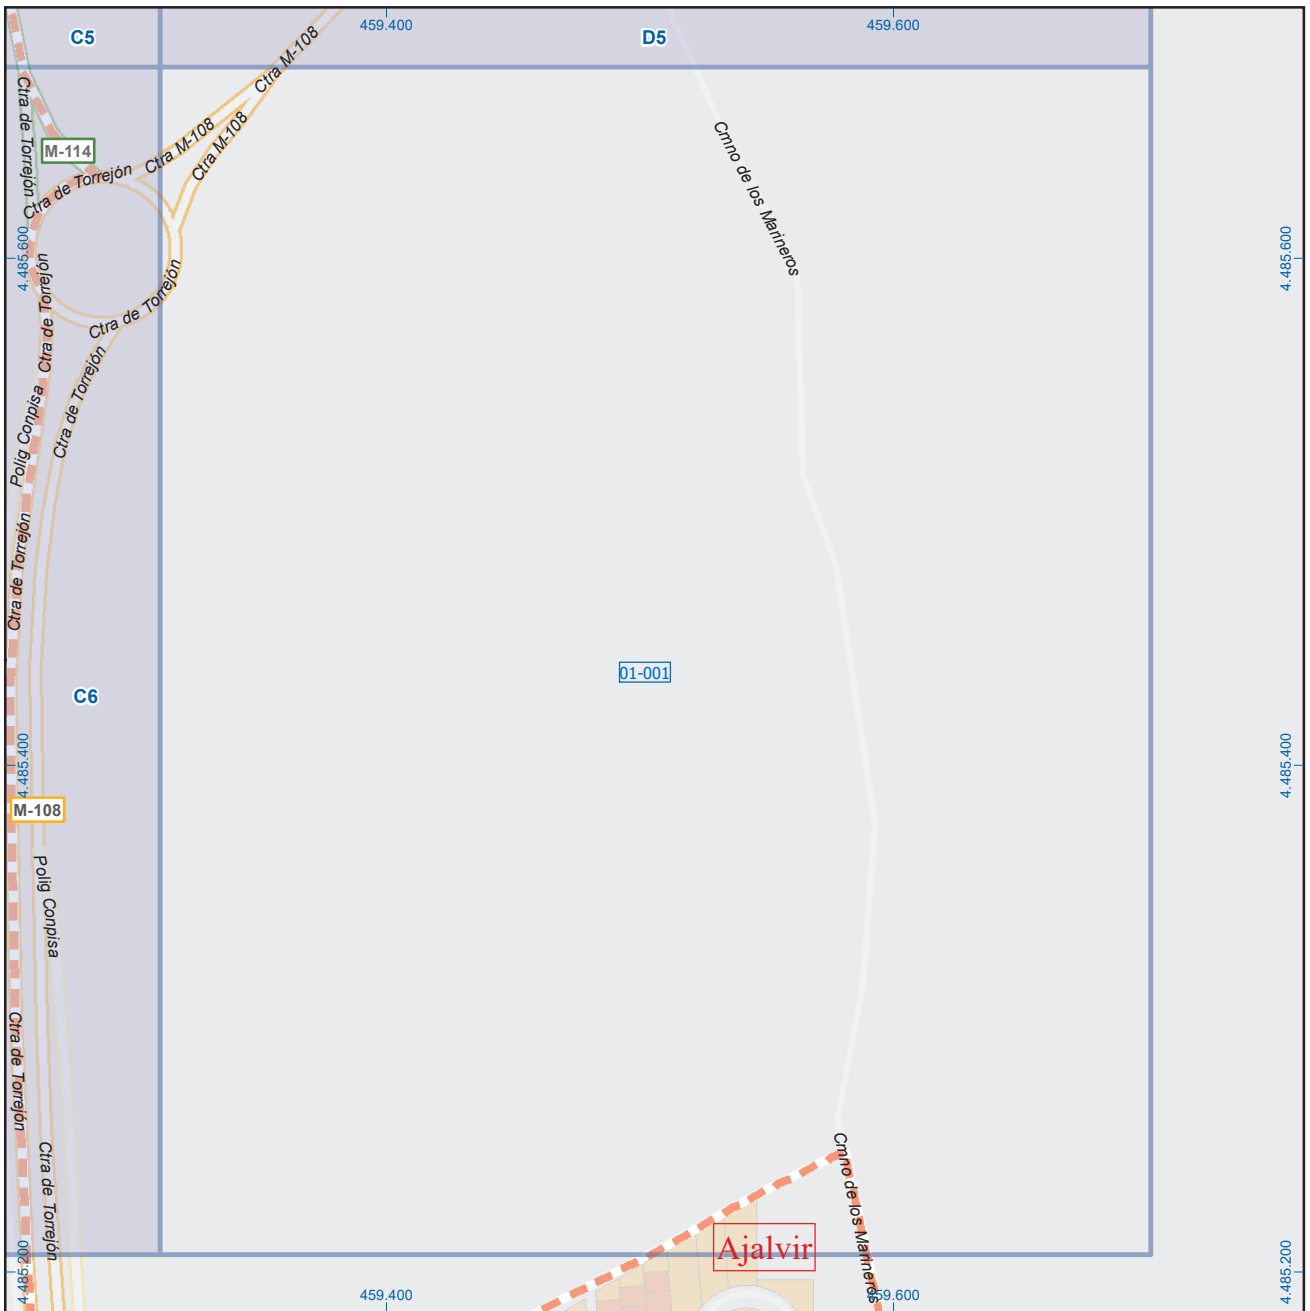 459.400
459.600
C5
D5
Ctra M-108
Ctra de Torrejón
M-114
Ctra M-108
Ctra M-108
Cmno de los Marineros
Ctra de Torrejón
4.485.600
4.485.600
Ctra de Torrejón
Ctra de Torrejón
Ctra de Torrejón
Polig Conpisa
Ctra de Torrejón
01-001
C6
4.485.400
4.485.400
M-108
Polig Conpisa
Ctra de Torrejón
Ctra de Torrejón
Cmno de los Marineros
Ajalvir
4.485.200
4.485.200
459.400
459.600